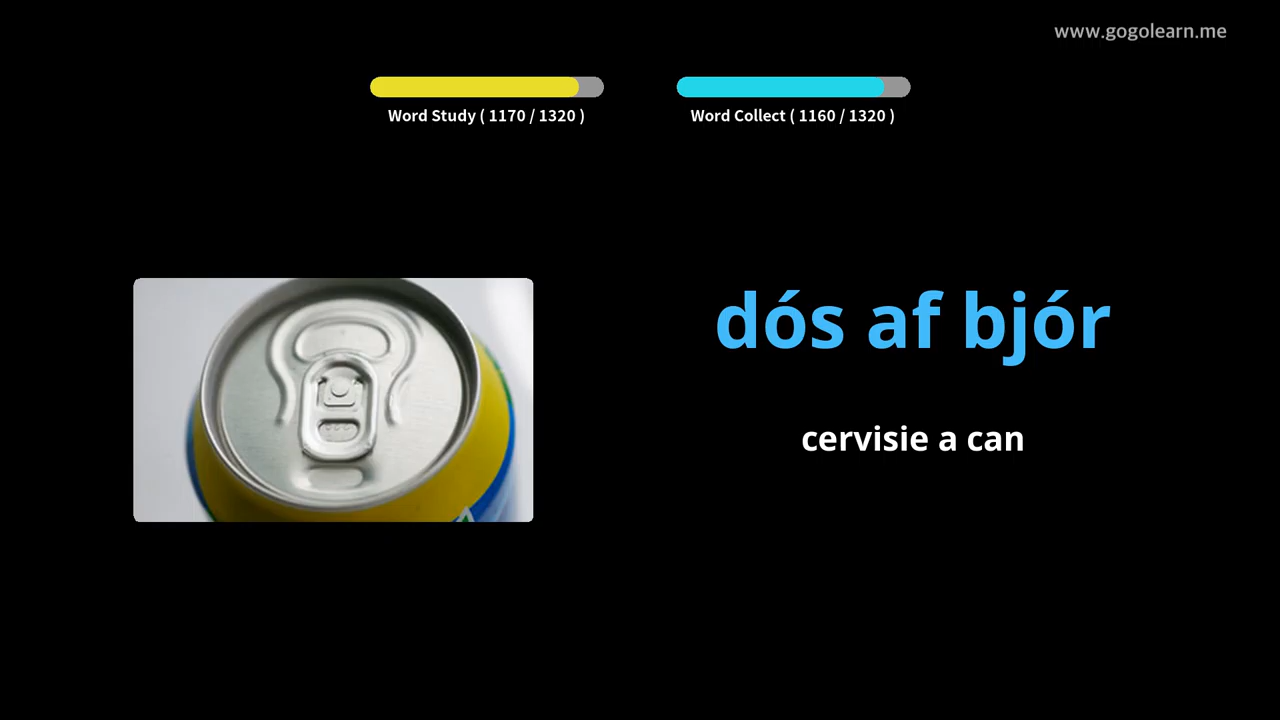 www.gogolearn.me
Word Study ( 1170 / 1320 )
Word Collect ( 1160 / 1320 )
dós af bjór
cervisie a can